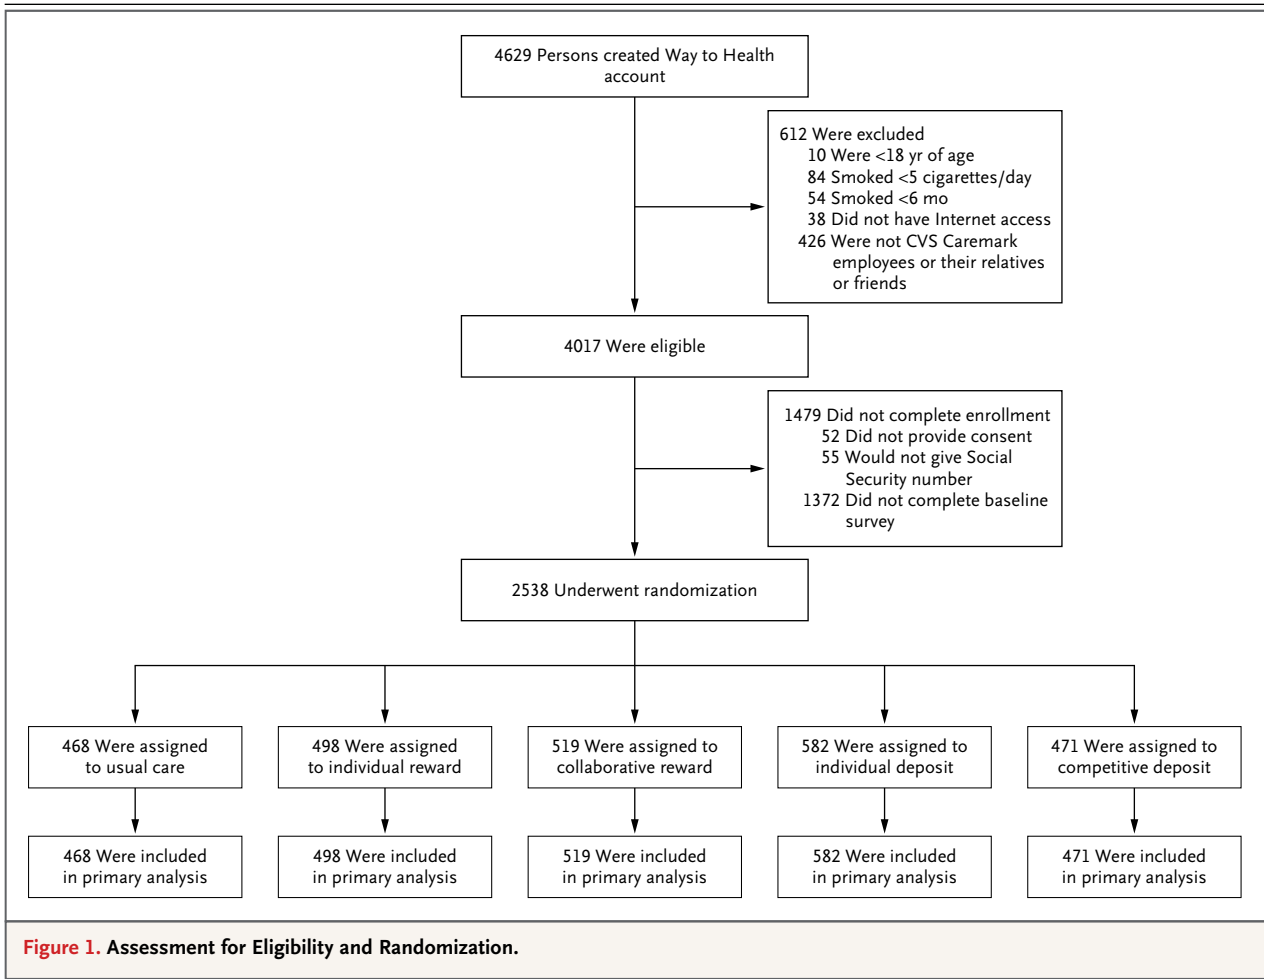 4629 Persons created Way to Health
account
612 Were excluded
10 Were <18 yr of age
84 Smoked <5 cigarettes/day
54 Smoked <6 mo
38 Did not have Internet access
426 Were not CVS Caremark
employees or their relatives
or friends
4017 Were eligible
1479 Did not complete enrollment
52 Did not provide consent
55 Would not give Social
Security number
1372 Did not complete baseline
survey
2538 Underwent randomization
468 Were assigned
to usual care
498 Were assigned
to individual reward
519 Were assigned to
collaborative reward
582 Were assigned to
individual deposit
471 Were assigned to
competitive deposit
468 Were included
in primary analysis
498 Were included
in primary analysis
519 Were included
in primary analysis
582 Were included
in primary analysis
471 Were included
in primary analysis
Figure 1. Assessment for Eligibility and Randomization.